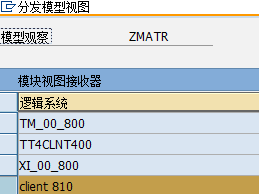 分发模型视图
模型观察 ZMATR
模块视图接收器
逻辑系统
TM_00_800
TT4CLNT400
XI_00_800
client 810